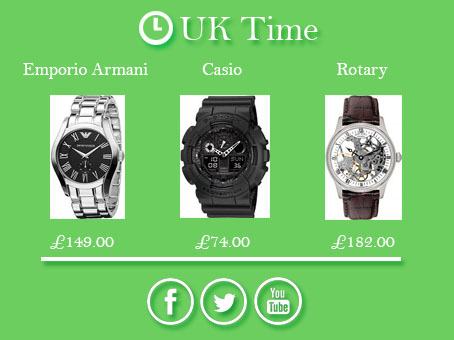 UK Time
Emporio Armani Casio Rotary
£149.00 £74.00 £182.00
f
You
Tube